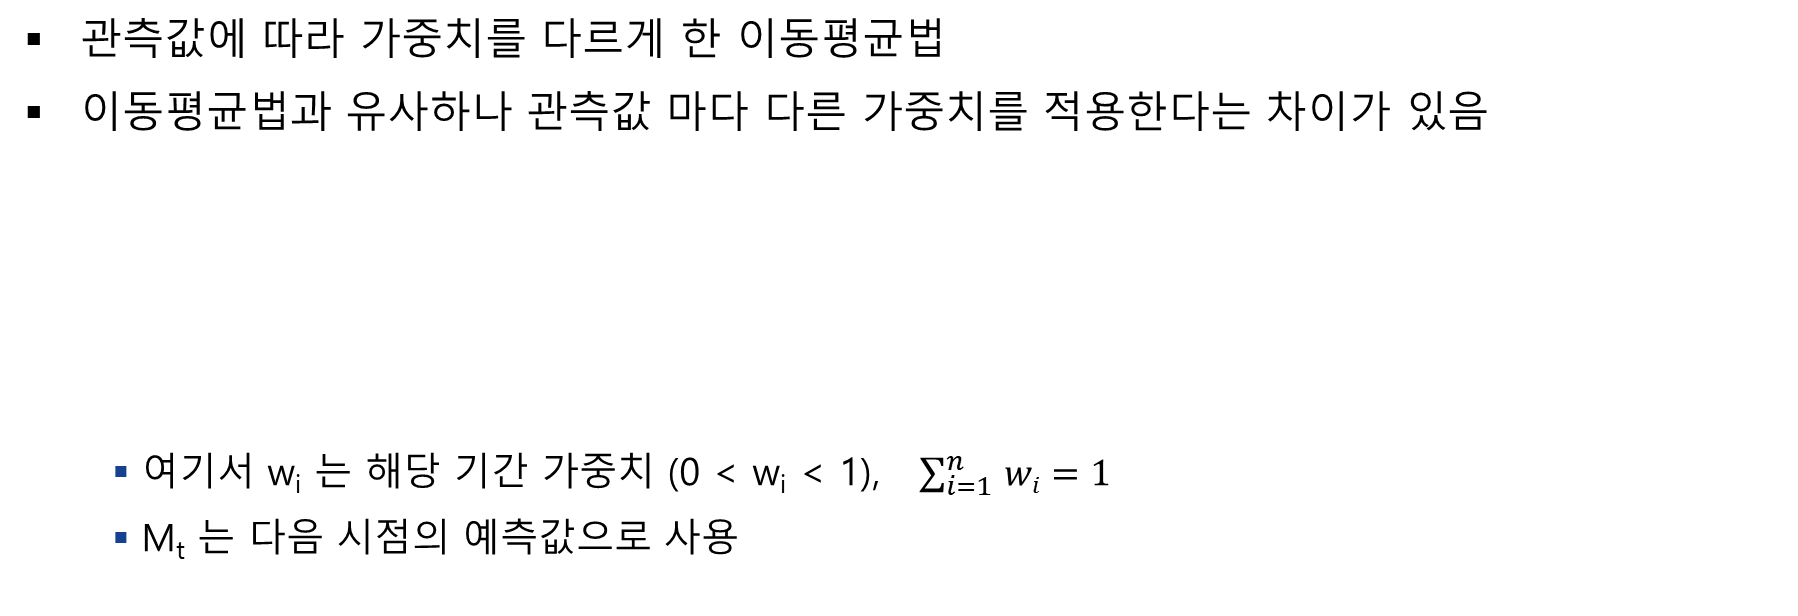 ▪ 관측값에 따라 가중치를 다르게 한 이동평균법
▪ 이동평균법과 유사하나 관측값 마다 다른 가중치를 적용한다는 차이가 있음
▪ 여기서 wᵢ 는 해당 기간 가중치 (0 < wᵢ < 1), ∑ⁿᵢ₌₁ wᵢ = 1
▪ Mₜ 는 다음 시점의 예측값으로 사용